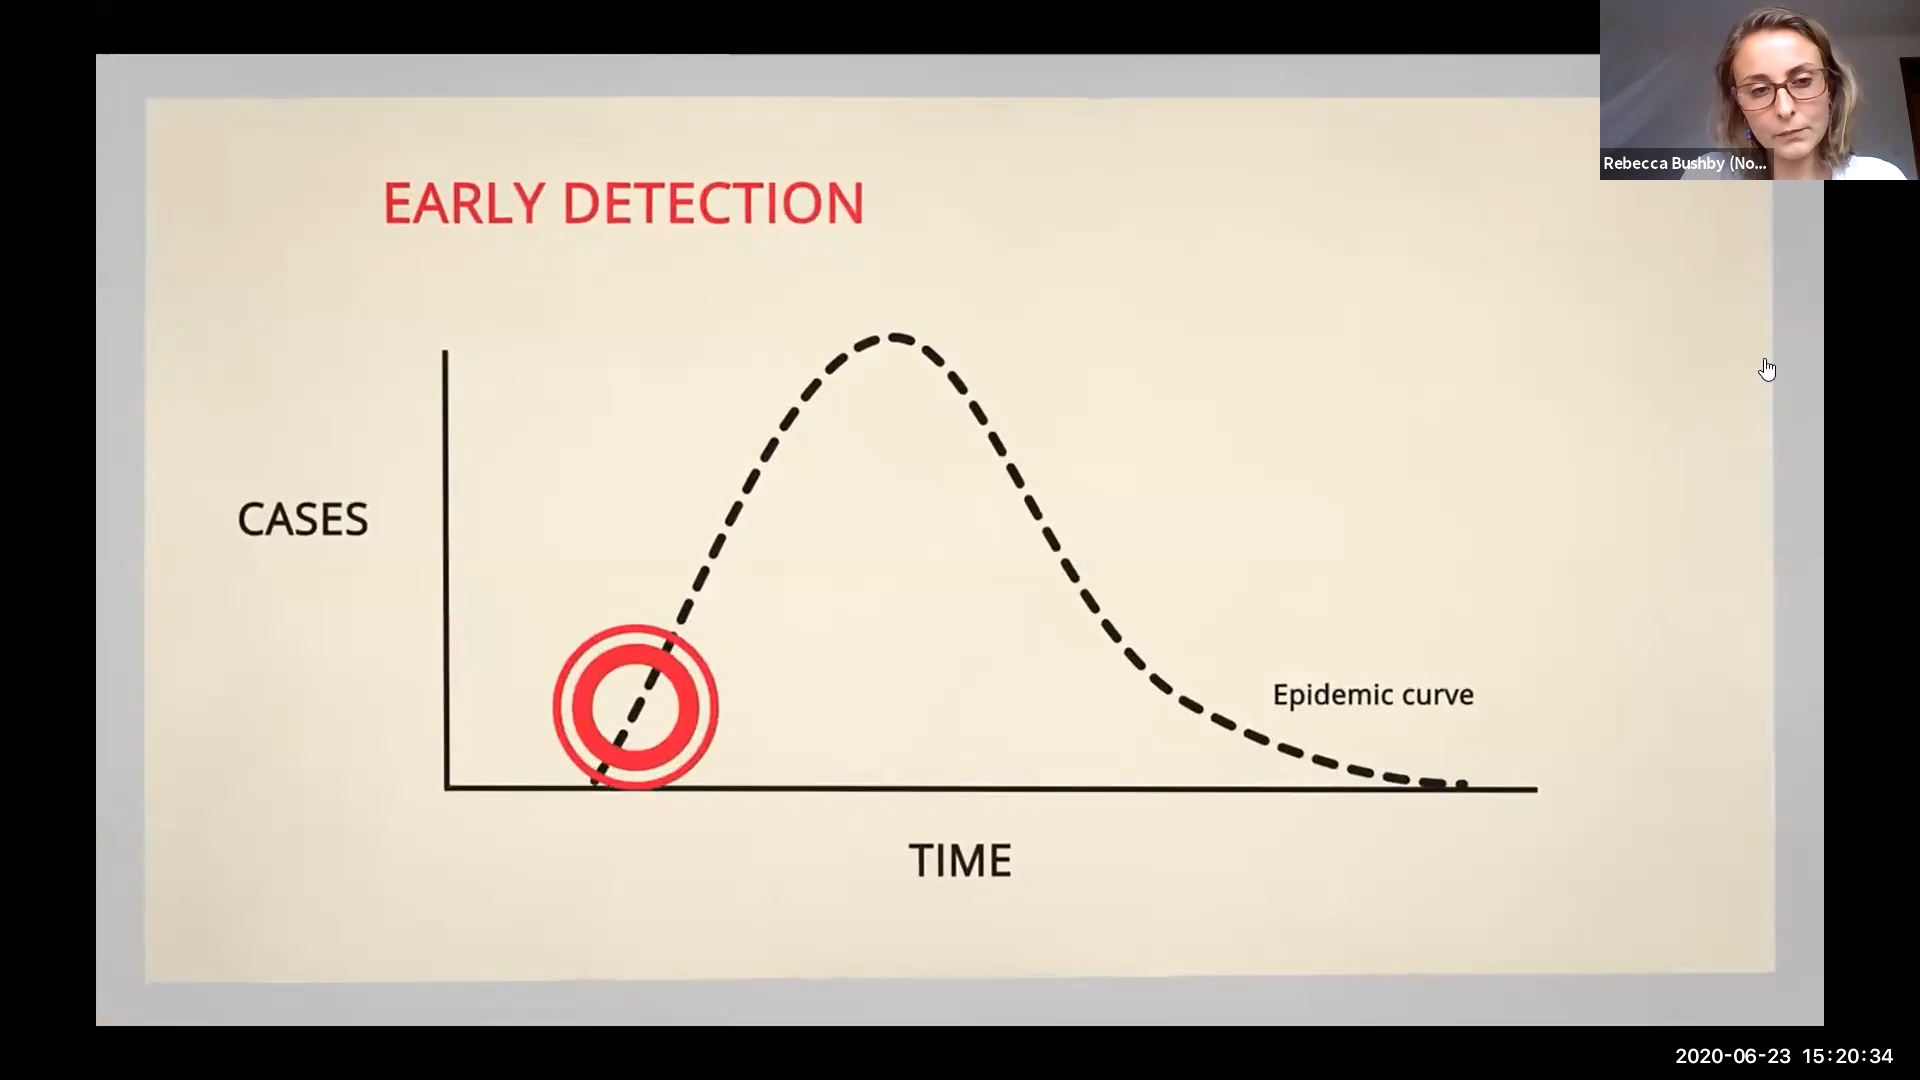 Rebecca Bushby (No...
EARLY DETECTION
CASES
Epidemic curve
TIME
2020-06-23 15:20:34